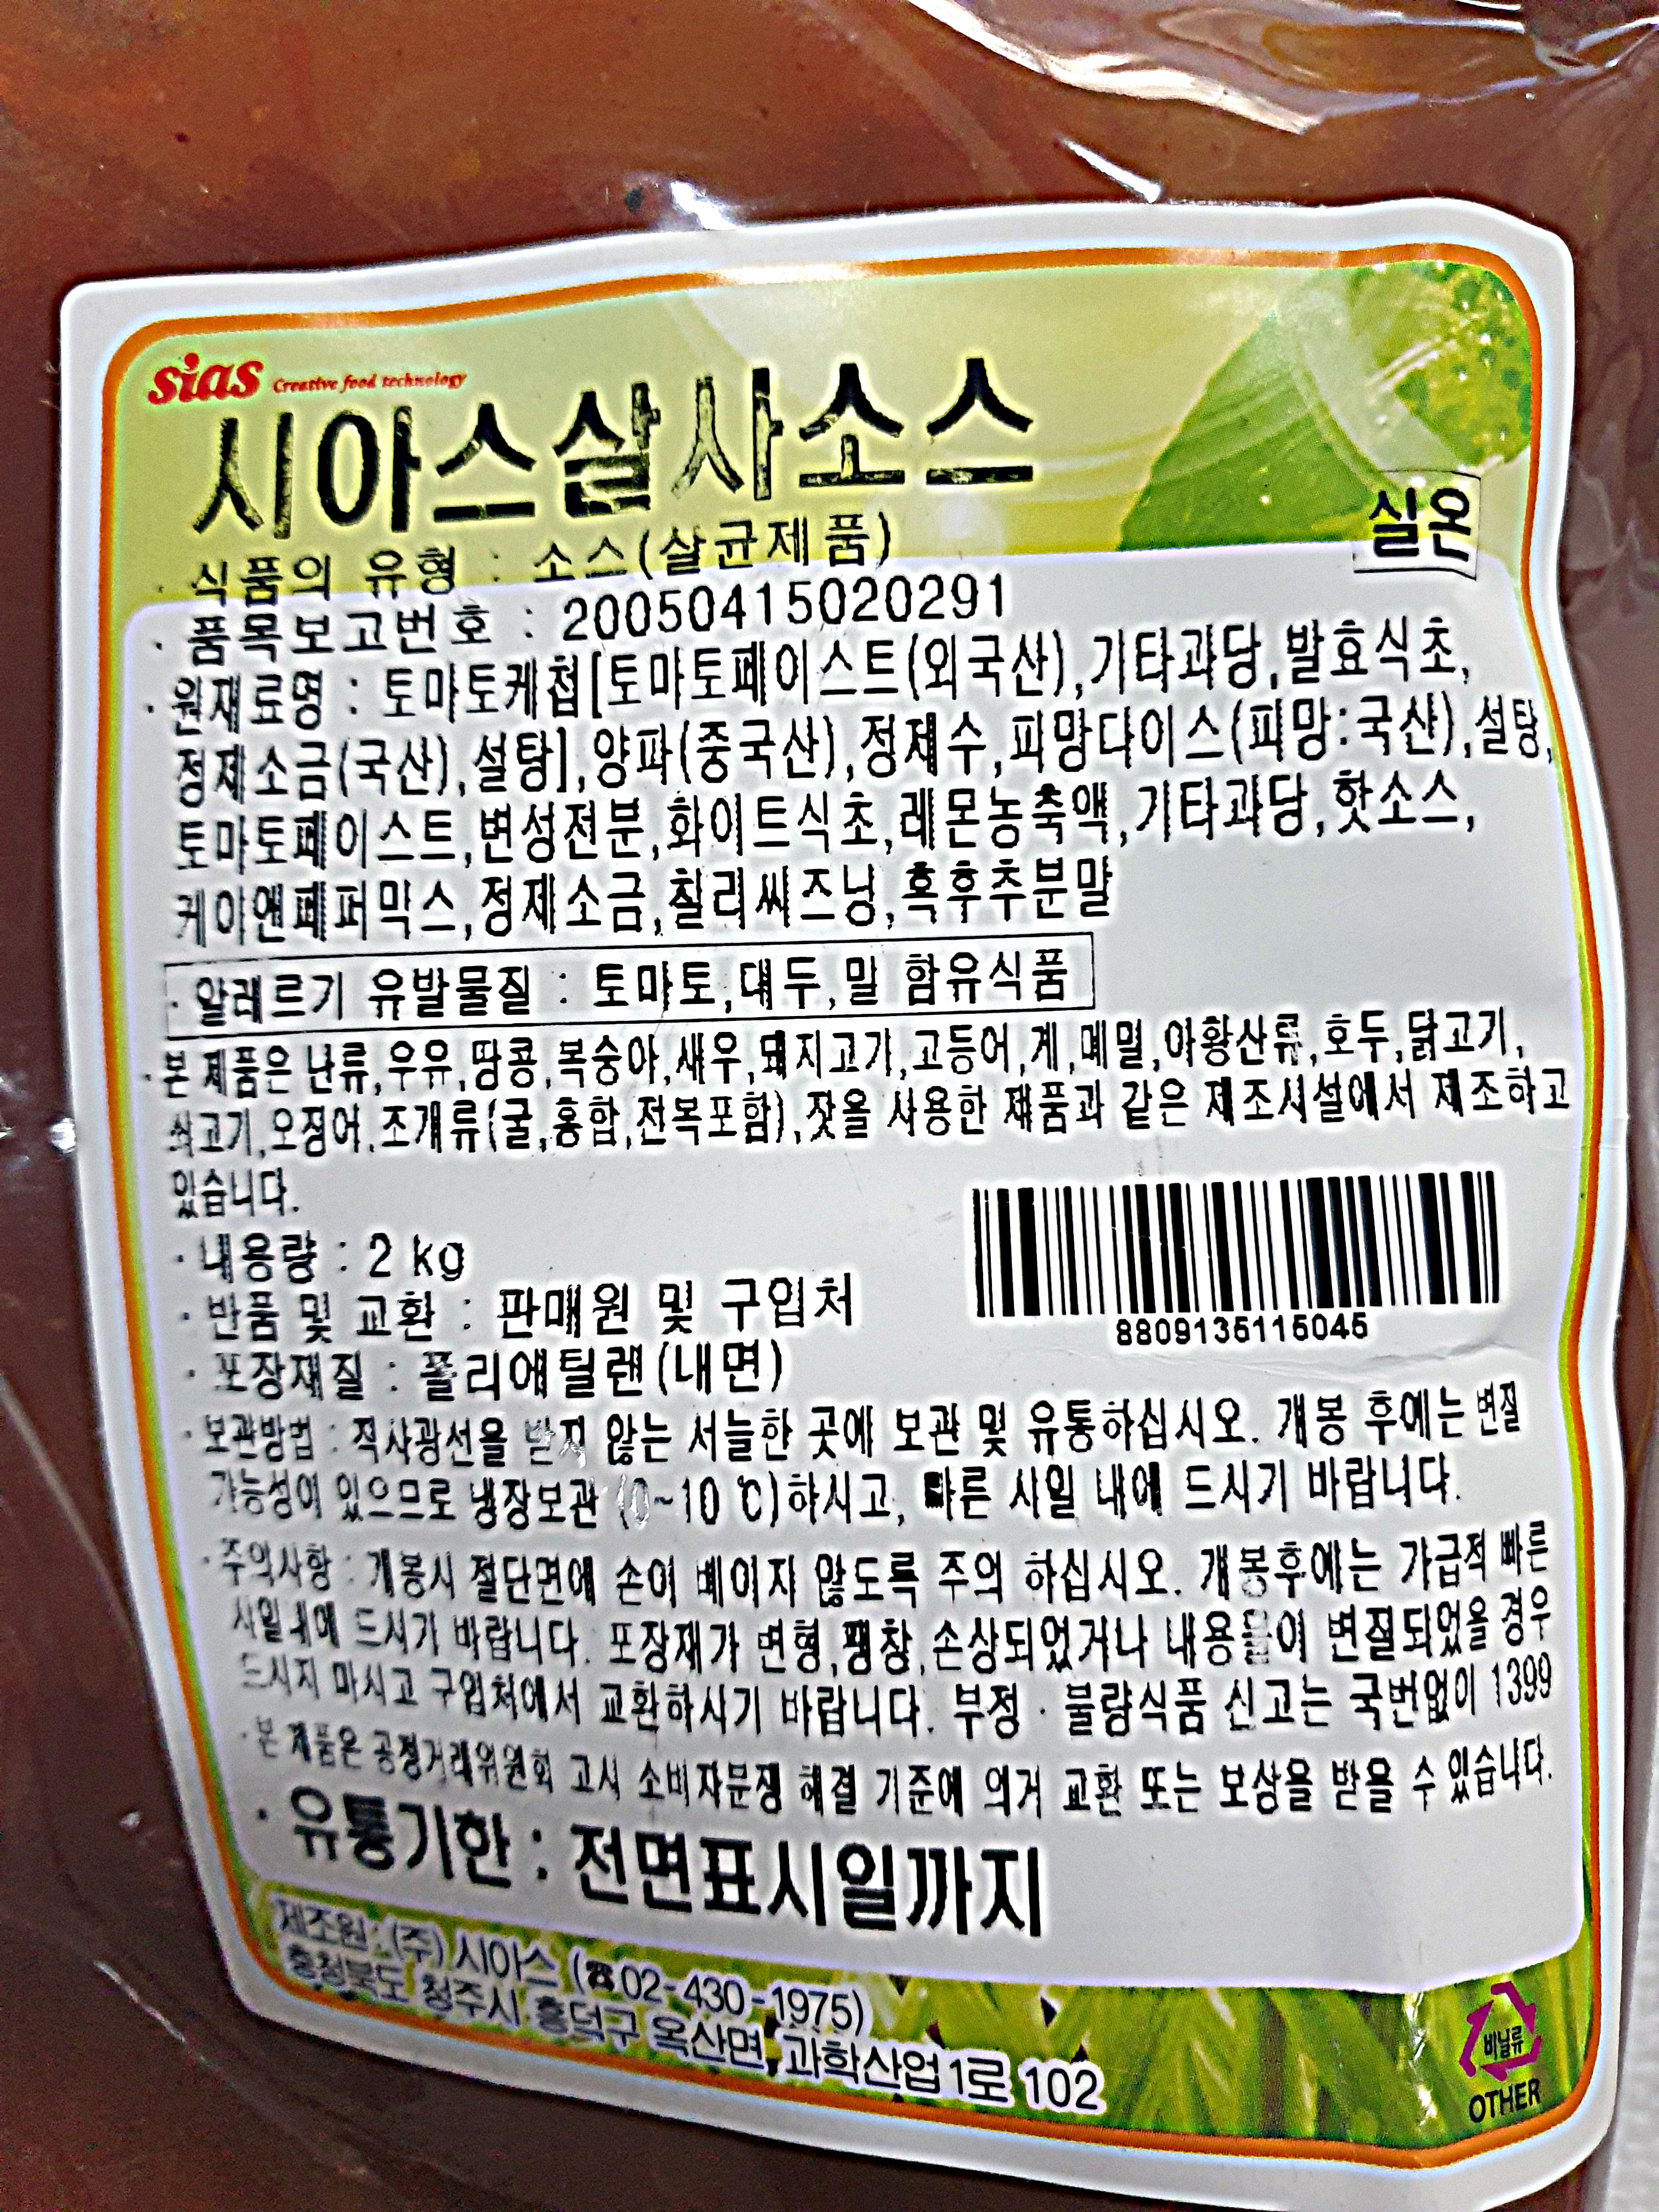 sias Creative food technology
시아스살사소스
실온
· 식품의 유형 : 소스(살균제품)
· 품목보고번호 : 20050415020291
· 원재료명 : 토마토케첩[토마토페이스트(외국산),기타과당,발효식초,
정제소금(국산),설탕],양파(중국산),정제수,피망다이스(피망:국산),설탕,
토마토페이스트,변성전분,화이트식초,레몬농축액,기타과당,핫소스,
케이앤페퍼믹스,정제소금,칠리씨즈닝,흑후추분말
· 알레르기 유발물질 : 토마토,대두,밀 함유식품
· 본 제품은 난류,우유,땅콩,복숭아,새우,돼지고기,고등어,게,메밀,아황산류,호두,닭고기,
쇠고기,오징어,조개류(굴,홍합,전복포함),잣을 사용한 제품과 같은 제조시설에서 제조하고
있습니다.
· 내용량 : 2 kg
· 반품 및 교환 : 판매원 및 구입처
· 포장재질 : 폴리에틸렌(내면)
8809135115045
· 보관방법 : 직사광선을 받지 않는 서늘한 곳에 보관 및 유통하십시오. 개봉 후에는 변질
가능성이 있으므로 냉장보관 (0~10 ℃)하시고, 빠른 시일 내에 드시기 바랍니다.
· 주의사항 : 개봉시 절단면에 손이 베이지 않도록 주의 하십시오. 개봉후에는 가급적 빠른
시일내에 드시기 바랍니다. 포장재가 변형,팽창,손상되었거나 내용물이 변질되었을 경우
드시지 마시고 구입처에서 교환하시기 바랍니다. 부정 · 불량식품 신고는 국번없이 1399
· 본 제품은 공정거래위원회 고시 소비자분쟁 해결 기준에 의거 교환 또는 보상을 받을 수 있습니다.
· 유통기한 : 전면표시일까지
제조원 : (주) 시아스 (☎02-430-1975)
충청북도 청주시 흥덕구 옥산면, 과학산업1로 102
비닐류
OTHER